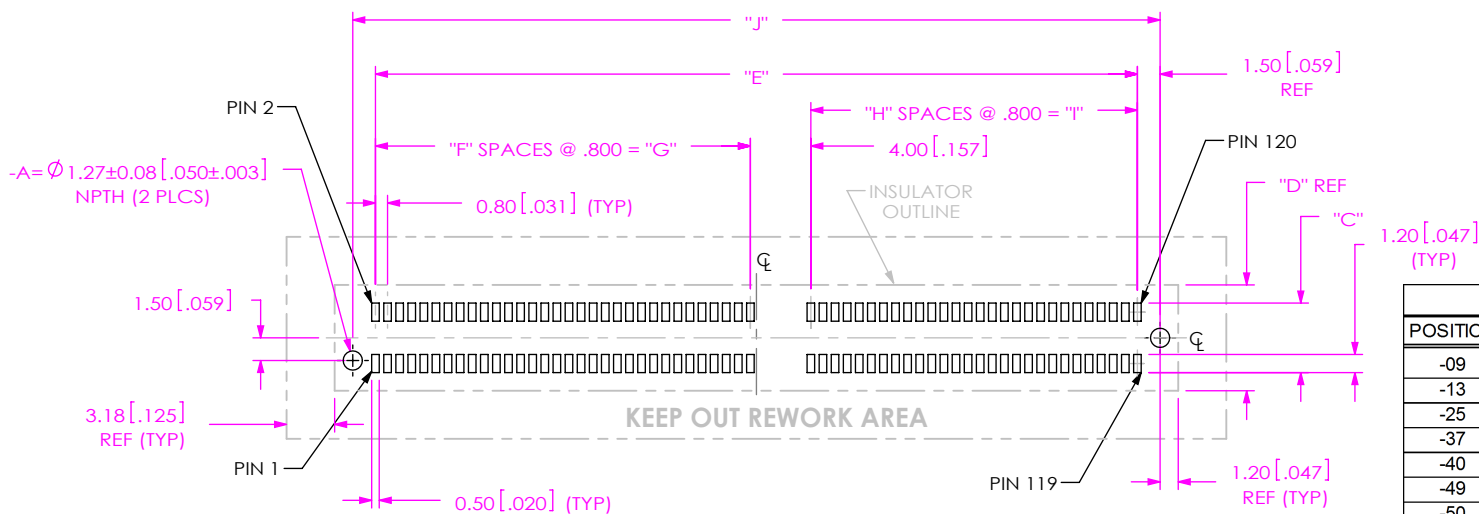 "J"
"E"
1.50 [.059]
REF
PIN 2
"H" SPACES @ .800 = "I"
"F" SPACES @ .800 = "G"
4.00 [.157]
PIN 120
-A= Ø 1.27±0.08 [.050±.003]
NPTH (2 PLCS)
0.80 [.031] (TYP)
INSULATOR
OUTLINE
"D" REF
"C"
1.20 [.047]
(TYP)
℄
1.50 [.059]
℄
POSITIO
-09
-13
-25
-37
-40
-49
-50
3.18 [.125]
REF (TYP)
KEEP OUT REWORK AREA
PIN 1
0.50 [.020] (TYP)
PIN 119
1.20 [.047]
REF (TYP)